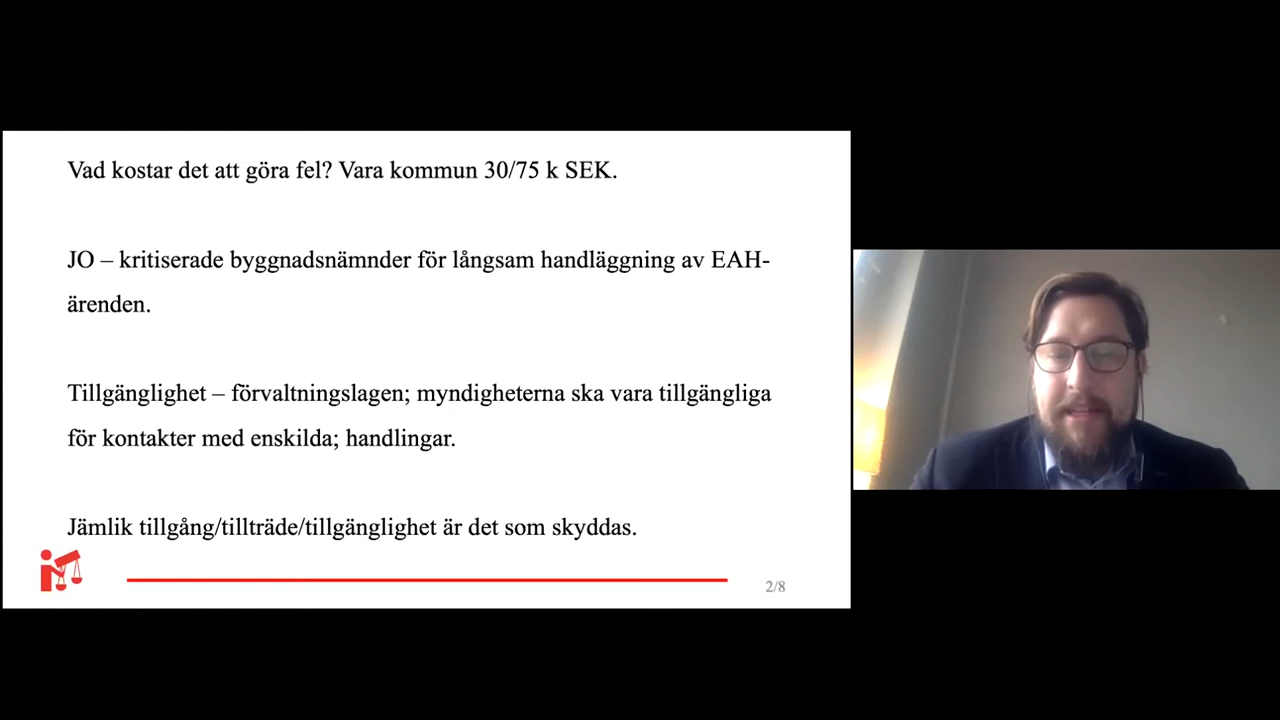 Vad kostar det att göra fel? Vara kommun 30/75 k SEK.
JO – kritiserade byggnadsnämnder för långsam handläggning av EAH-
ärenden.
Tillgänglighet – förvaltningslagen; myndigheterna ska vara tillgängliga
för kontakter med enskilda; handlingar.
Jämlik tillgång/tillträde/tillgänglighet är det som skyddas.
2/8